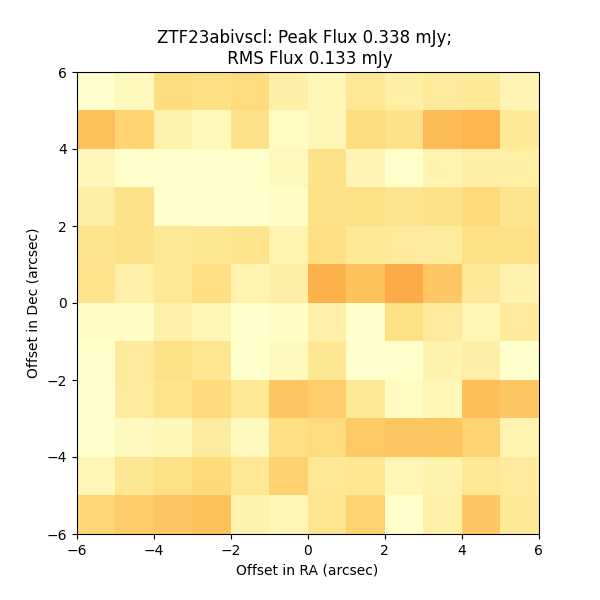 ZTF23abivscl: Peak Flux 0.338 mJy;
RMS Flux 0.133 mJy
6
4
2
0
−2
−4
−6
Offset in Dec (arcsec)
−6 −4 −2 0 2 4 6
Offset in RA (arcsec)